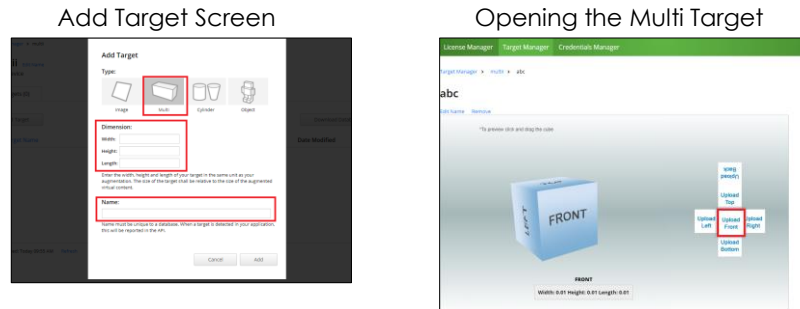 Add Target Screen
Opening the Multi Target
Add Target
Type:
Image Multi Cylinder Object
Dimension:
Width:
Height:
Length:
Enter the width, height and length of your target in the same unit as your
augmentation. The size of the target shall be relative to the size of the augmented
virtual content.
Name:
Name must be unique to a database. When a target is detected in your application,
this will be reported in the API.
Cancel Add
Date Modified
License Manager Target Manager Credentials Manager
Target Manager > multi > abc
abc
Edit Name Remove
*To preview click and drag the cube
LEFT
FRONT
Upload
Back
Upload
Top
Upload
Left
Upload
Front
Upload
Right
Upload
Bottom
FRONT
Width: 0.01 Height: 0.01 Length: 0.01